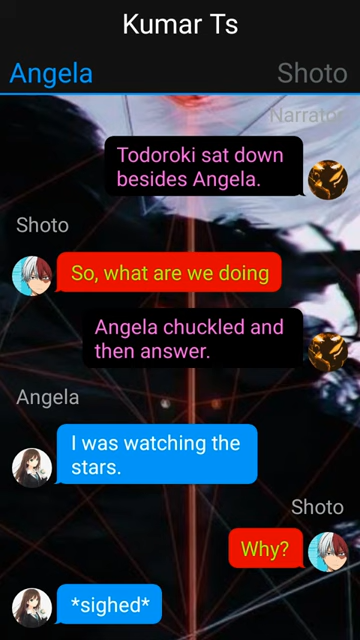 Kumar Ts
Angela Shoto
Narrator
Todoroki sat down
besides Angela.
Shoto
So, what are we doing
Angela chuckled and
then answer.
Angela
I was watching the
stars.
Shoto
Why?
*sighed*